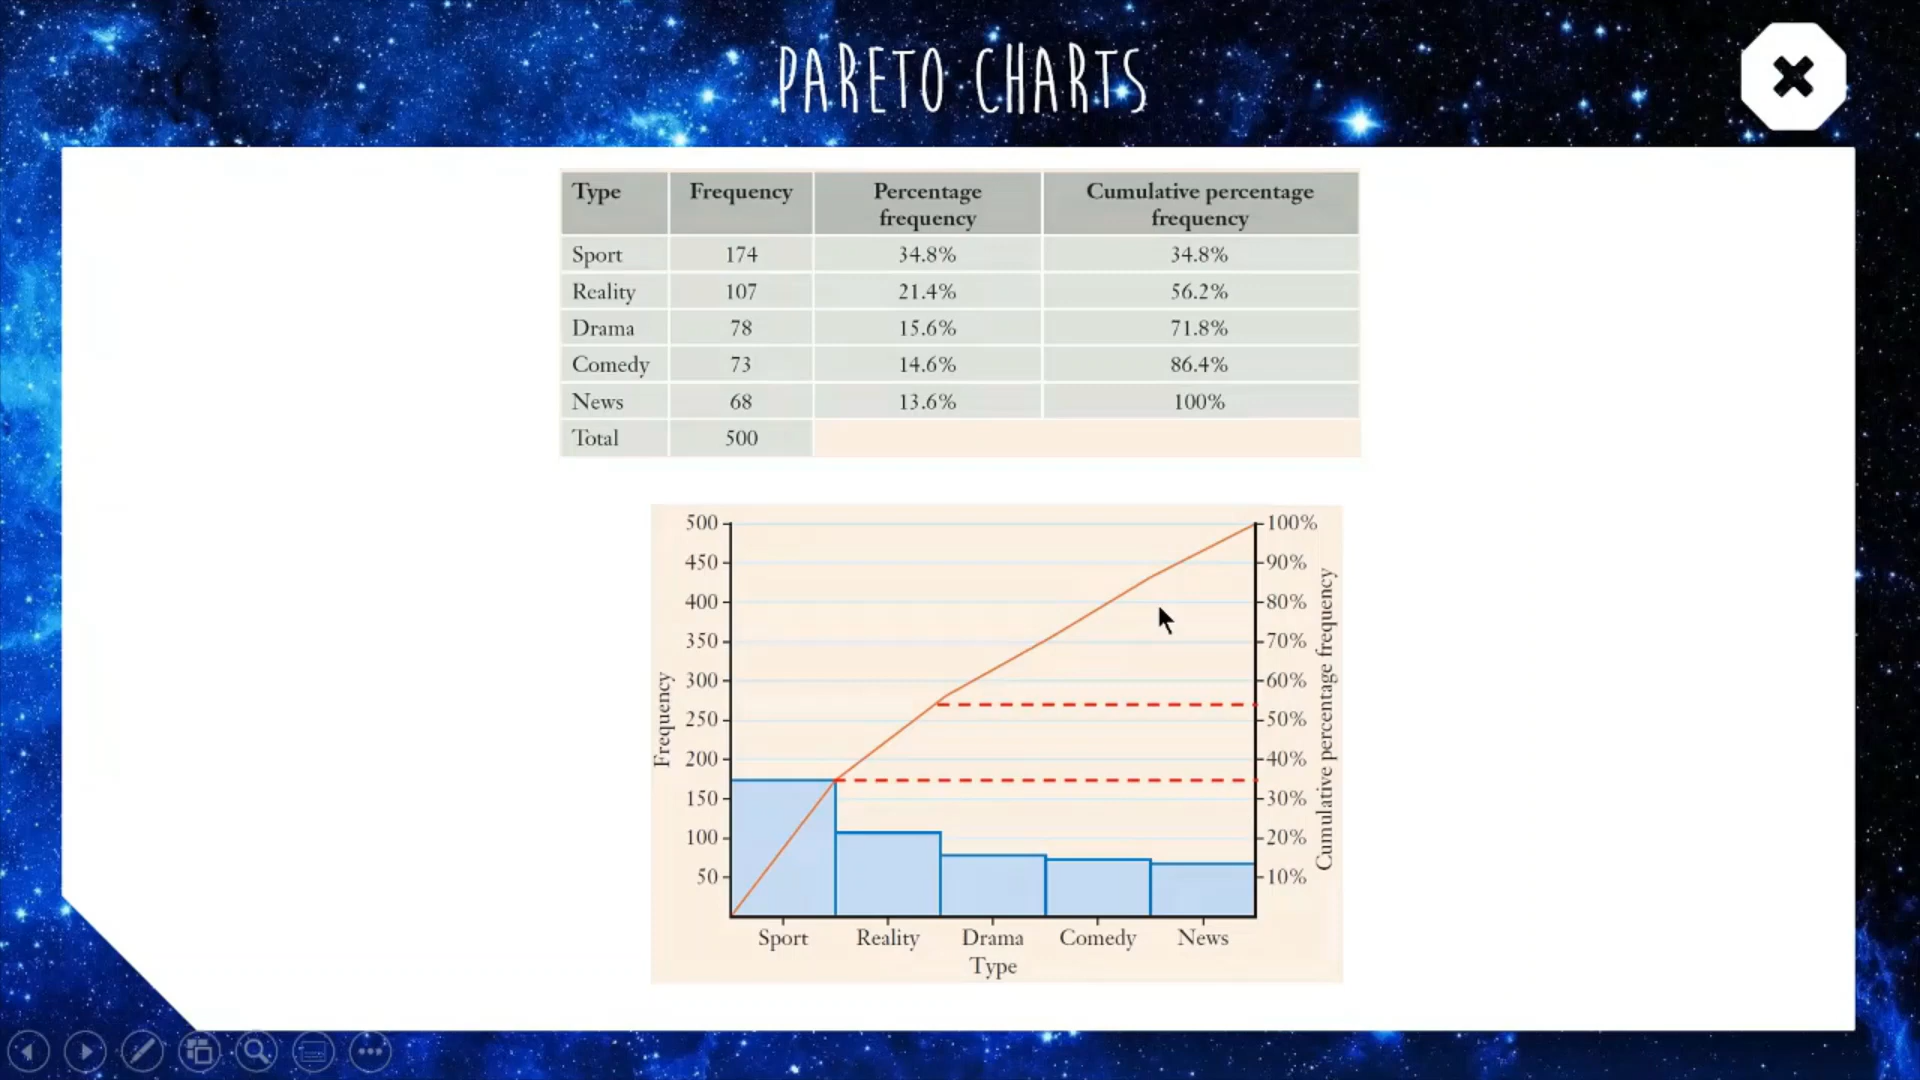 PARETO CHARTS
Type Frequency Percentage frequency Cumulative percentage frequency
Sport 174 34.8% 34.8%
Reality 107 21.4% 56.2%
Drama 78 15.6% 71.8%
Comedy 73 14.6% 86.4%
News 68 13.6% 100%
Total 500
500 100%
450 90%
400 80%
350 70%
300 60%
250 50%
200 40%
150 30%
100 20%
50 10%
Frequency
Cumulative percentage frequency
Sport Reality Drama Comedy News
Type